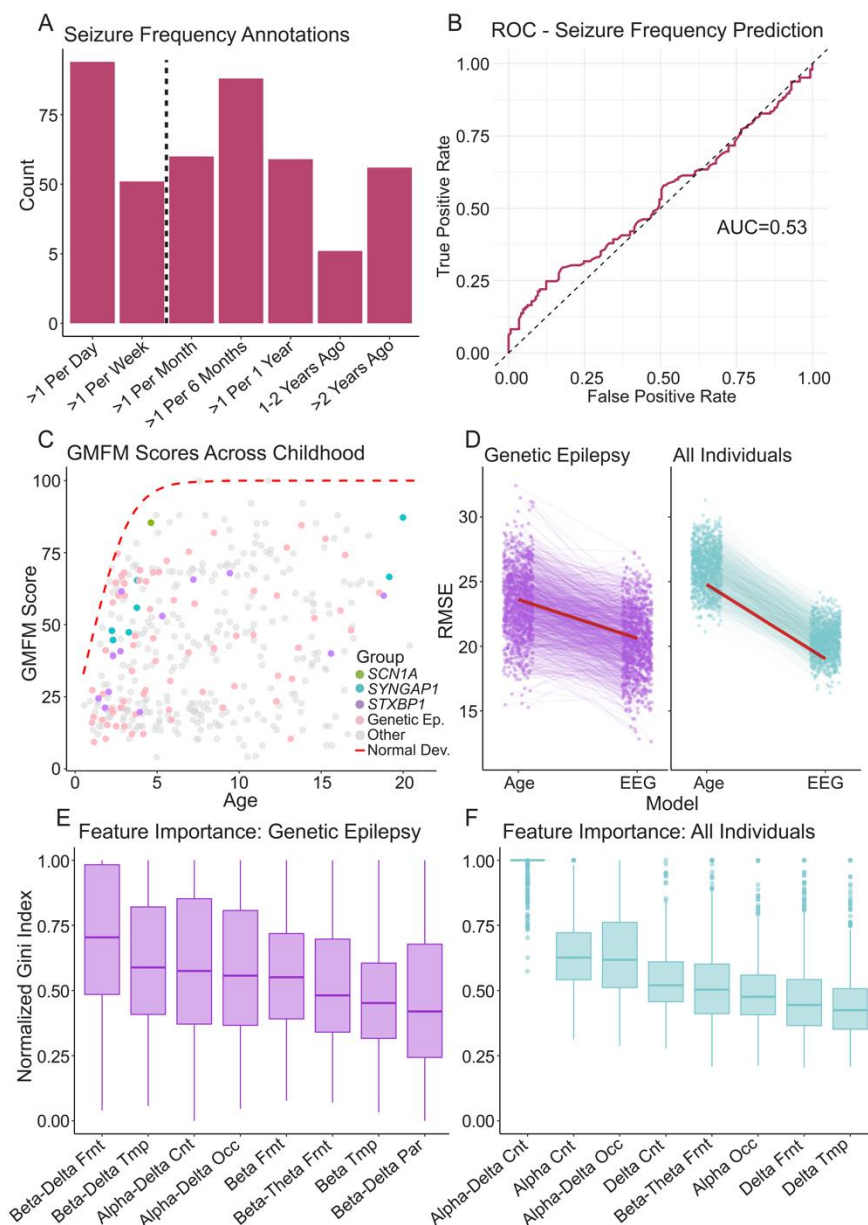 A
Seizure Frequency Annotations
Count
75
50
5
0
>1 Per Day
>1 Per Week
>1 Per Month
>1 Per 6 Months
>1 Per 1 Year
1-2 Years Ago
>2 Years Ago
B
ROC - Seizure Frequency Prediction
True Positive Rate
1.00
0.75
0.50
0.25
0.00
AUC=0.53
0.00 0.25 0.50 0.75 1.00
False Positive Rate
C
GMFM Scores Across Childhood
GMFM Score
100
75
50
25
0
Group
SCN1A
SYNGAP1
STXBP1
Genetic Ep.
Other
Normal Dev.
0 5 10 15 20
Age
D
Genetic Epilepsy
All Individuals
RMSE
30
25
20
15
Age EEG Age EEG
Model
E
Feature Importance: Genetic Epilepsy
Normalized Gini Index
1.00
0.75
0.50
0.25
0.00
Beta-Delta Frnt
Beta-Delta Tmp
Alpha-Delta Cnt
Alpha-Delta Occ
Beta Frnt
Beta-Theta Frnt
Beta Tmp
Beta-Delta Par
F
Feature Importance: All Individuals
1.00
0.75
0.50
0.25
0.00
Alpha-Delta Cnt
Alpha Cnt
Alpha-Delta Occ
Delta Cnt
Beta-Theta Frnt
Alpha Occ
Delta Frnt
Delta Tmp